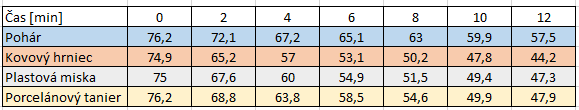 Čas [min] 0 2 4 6 8 10 12
Pohár 76,2 72,1 67,2 65,1 63 59,9 57,5
Kovový hrniec 74,9 65,2 57 53,1 50,2 47,8 44,2
Plastová miska 75 67,6 60 54,9 51,5 49,4 47,3
Porcelánový tanier 76,2 68,8 63,8 58,5 54,6 49,9 47,9